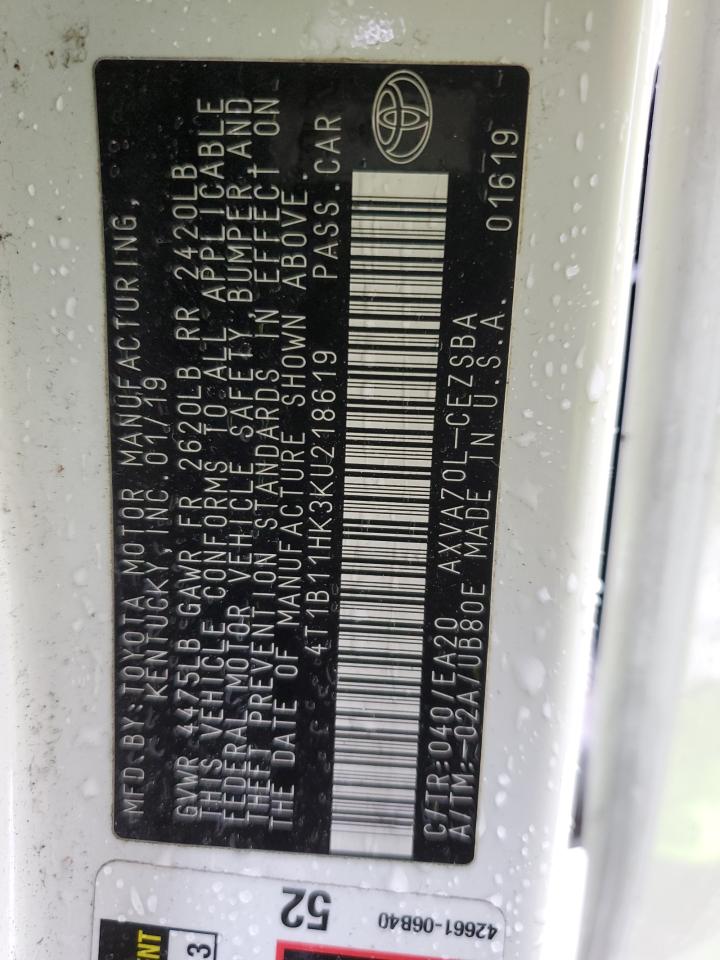 MFD.BY:TOYOTA MOTOR MANUFACTURING,
KENTUCKY, INC.01/19
GVWR 4475LB GAWR FR 2620LB RR 2420LB
THIS VEHICLE CONFORMS TO ALL APPLICABLE
FEDERAL MOTOR VEHICLE SAFETY,BUMPER,AND
THEFT PREVENTION STANDARDS IN EFFECT ON
THE DATE OF MANUFACTURE SHOWN ABOVE.
4T1B11HK3KU218619 PASS.CAR
C/TR:040/EA20 AXVA70L-CEZSBA
A/TM:-02A/UB80E MADE IN U.S.A. 01619
52
42661-06B40
3